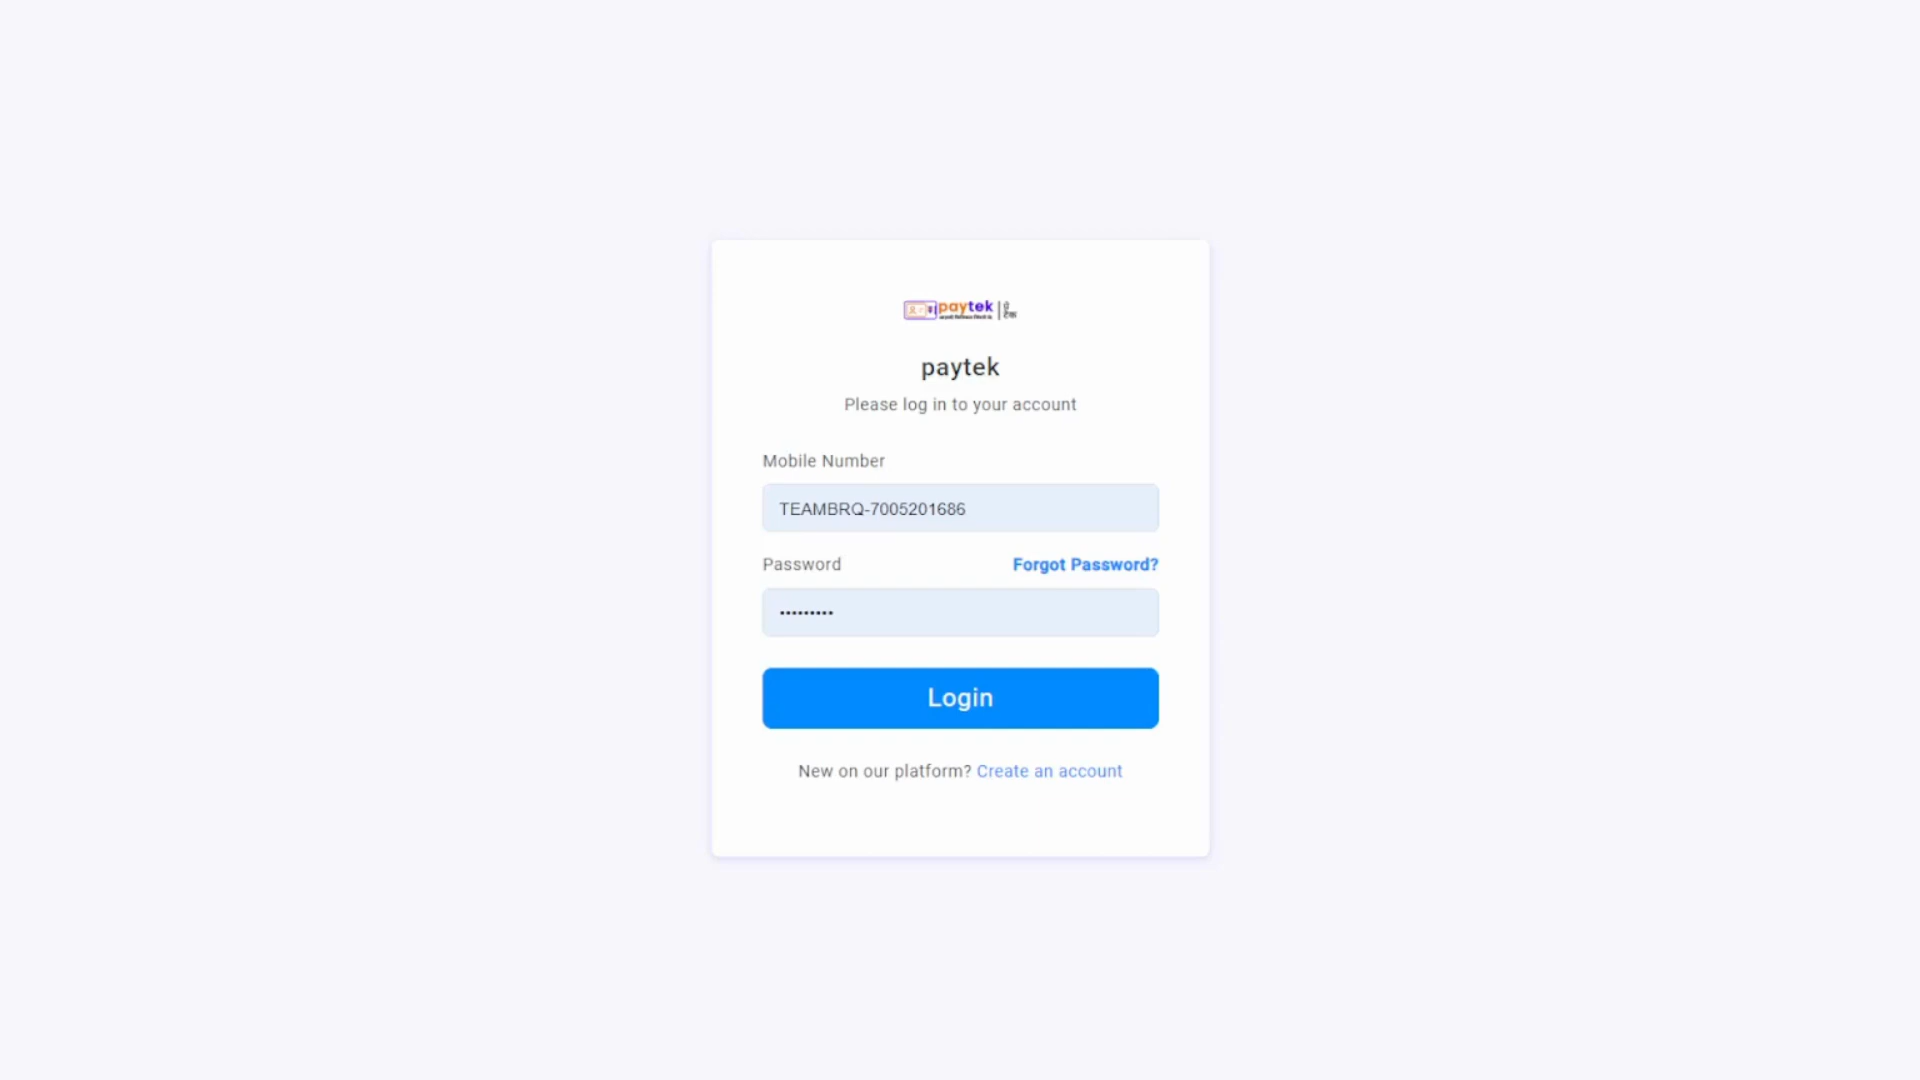 paytek
paytek
Please log in to your account
Mobile Number
TEAMBRQ-7005201686
Password Forgot Password?
•••••••••
Login
New on our platform? Create an account